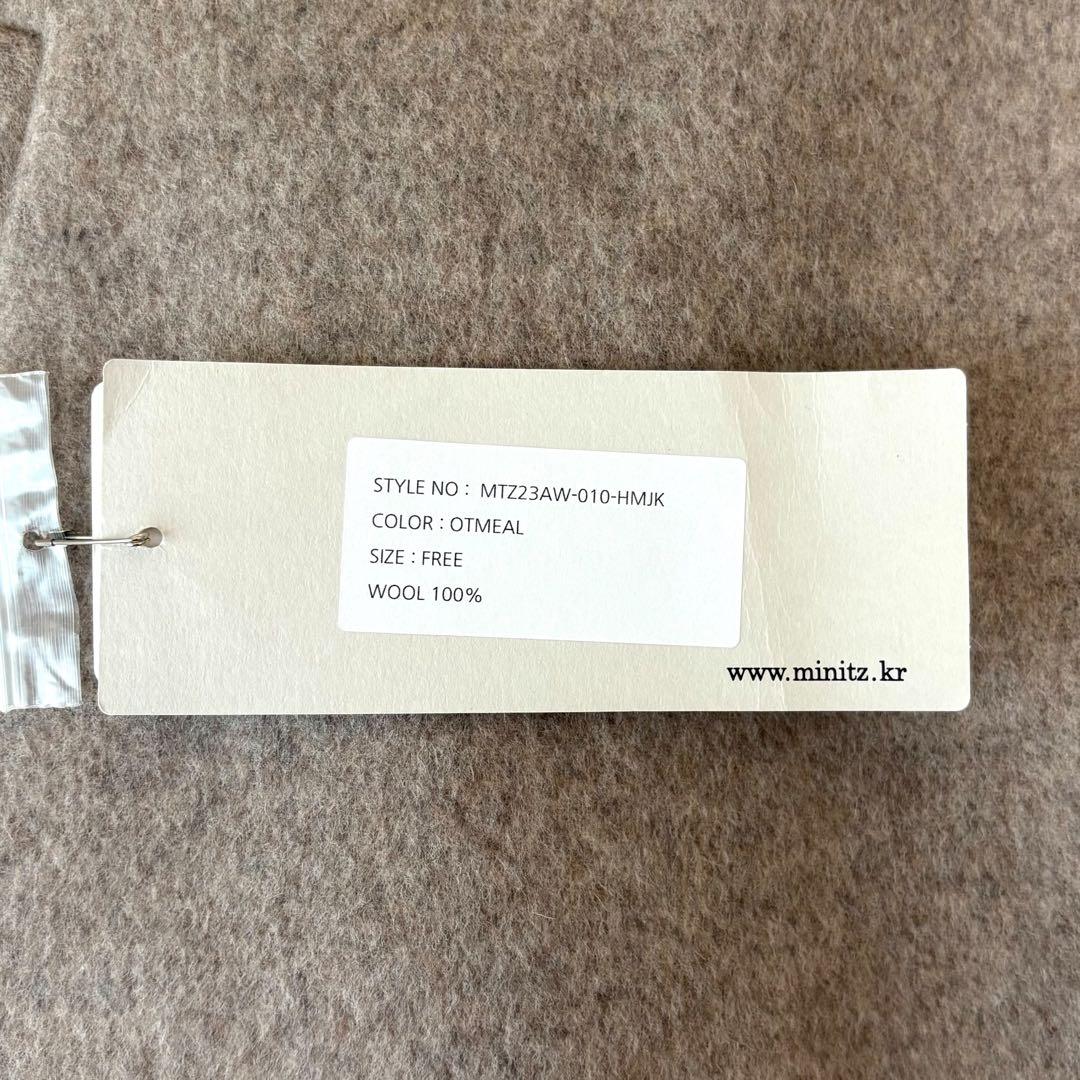 STYLE NO : MTZ23AW-010-HMJK
COLOR : OTMEAL
SIZE : FREE
WOOL 100%
www.minitz.kr